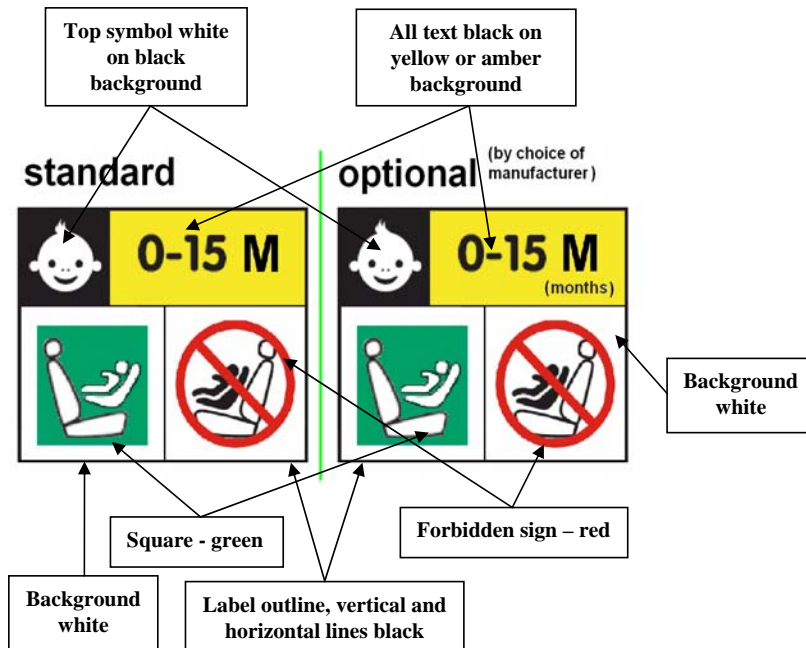 Top symbol white
on black
background
All text black on
yellow or amber
background
standard
optional
(by choice of
manufacturer)
0-15 M
0-15 M
(months)
Background
white
Square - green
Forbidden sign – red
Background
white
Label outline, vertical and
horizontal lines black